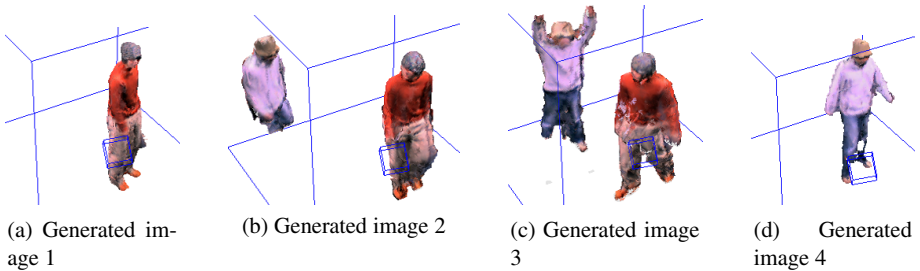 (a) Generated im-
age 1
(b) Generated image 2
(c) Generated image
3
(d) Generated
image 4